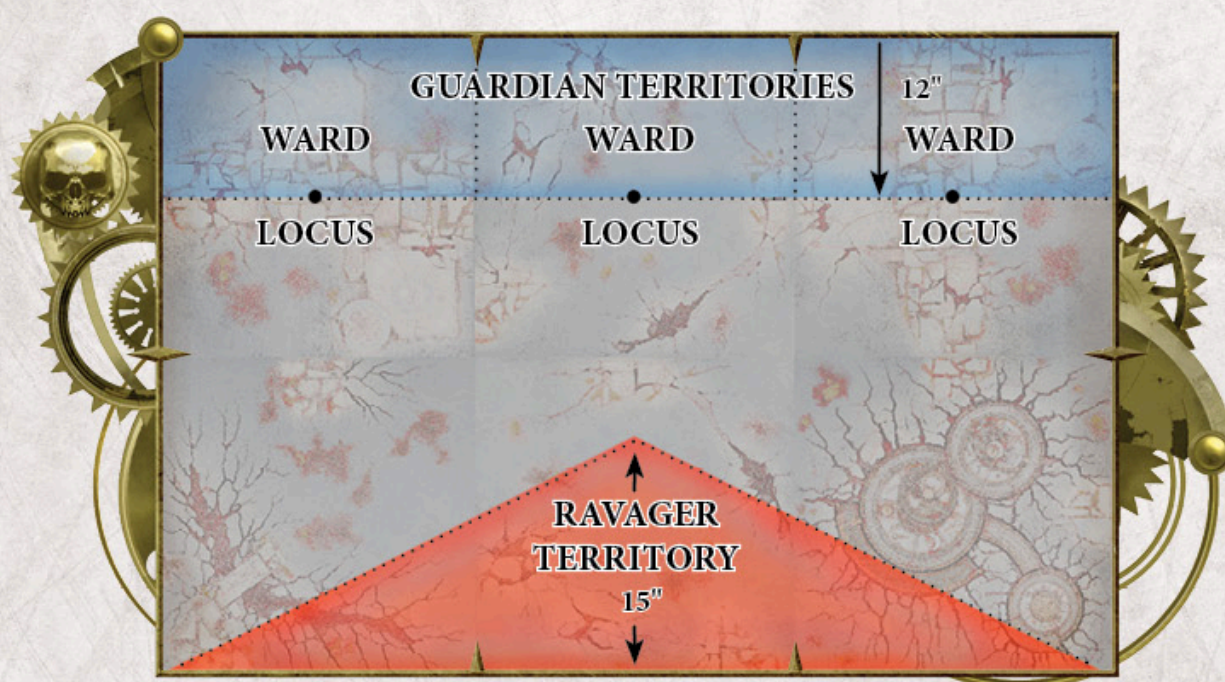 GUARDIAN TERRITORIES 12"
WARD WARD WARD
LOCUS LOCUS LOCUS
RAVAGER
TERRITORY
15"